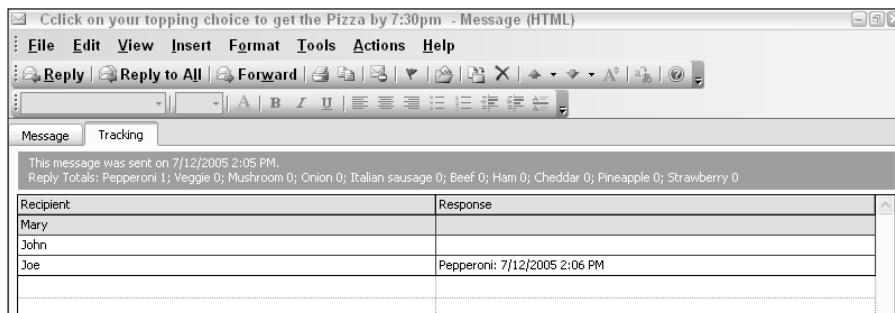 Cclick on your topping choice to get the Pizza by 7:30pm - Message (HTML)
File Edit View Insert Format Tools Actions Help
Reply Reply to All Forward
A B I U
Message Tracking
This message was sent on 7/12/2005 2:05 PM.
Reply Totals: Pepperoni 1; Veggie 0; Mushroom 0; Onion 0; Italian sausage 0; Beef 0; Ham 0; Cheddar 0; Pineapple 0; Strawberry 0
Recipient Response
Mary
John
Joe Pepperoni: 7/12/2005 2:06 PM